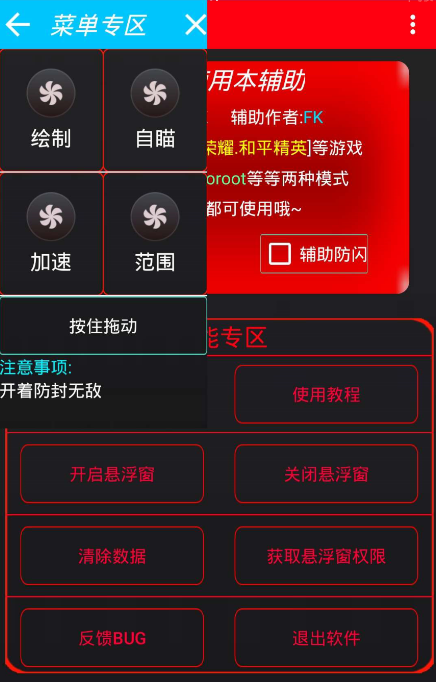 菜单专区
绘制
自瞄
加速
范围
按住拖动
注意事项:
开着防封无敌
用本辅助
辅助作者:FK
荣耀.和平精英]等游戏
oroot等等两种模式
都可使用哦~
辅助防闪
能专区
使用教程
开启悬浮窗
关闭悬浮窗
清除数据
获取悬浮窗权限
反馈BUG
退出软件